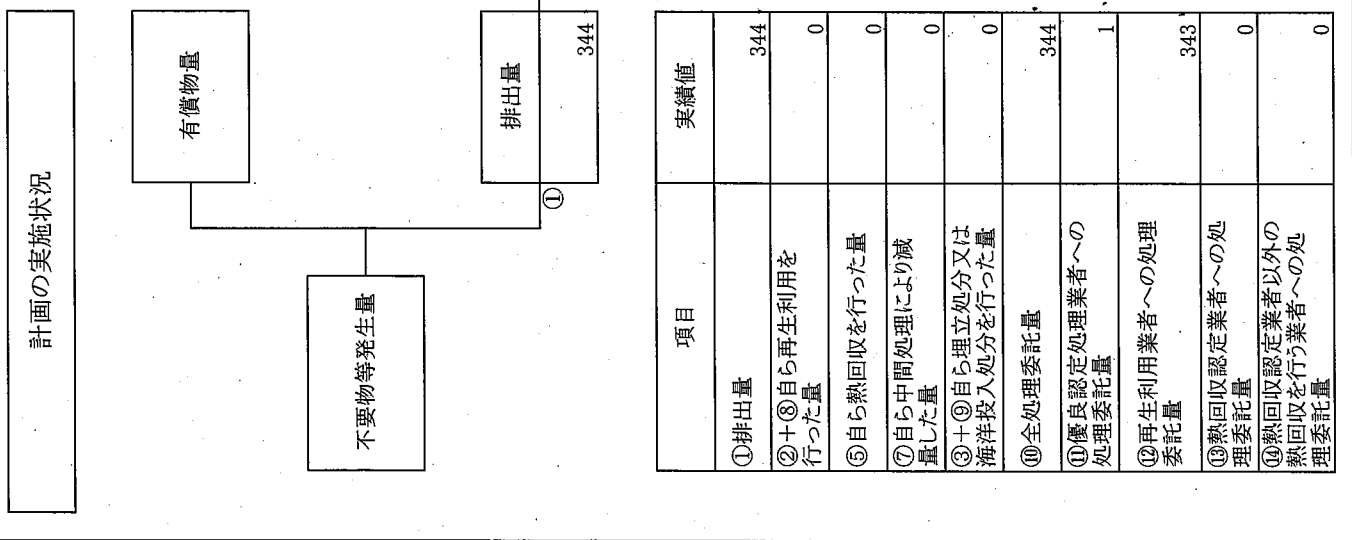 計画の実施状況
有償物量
不要物等発生量
排出量
①
344
項目
実績値
①排出量
344
②+⑧自ら再生利用を
行った量
0
⑤自ら熱回収を行った量
0
⑦自ら中間処理により減
量した量
0
③+⑨自ら埋立処分又は
海洋投入処分を行った量
0
⑩全処理委託量
344
⑪優良認定処理業者への
処理委託量
1
⑫再生利用業者への処理
委託量
343
⑬熱回収認定業者への処
理委託量
0
⑭熱回収認定業者以外の
熱回収を行う業者への処
理委託量
0